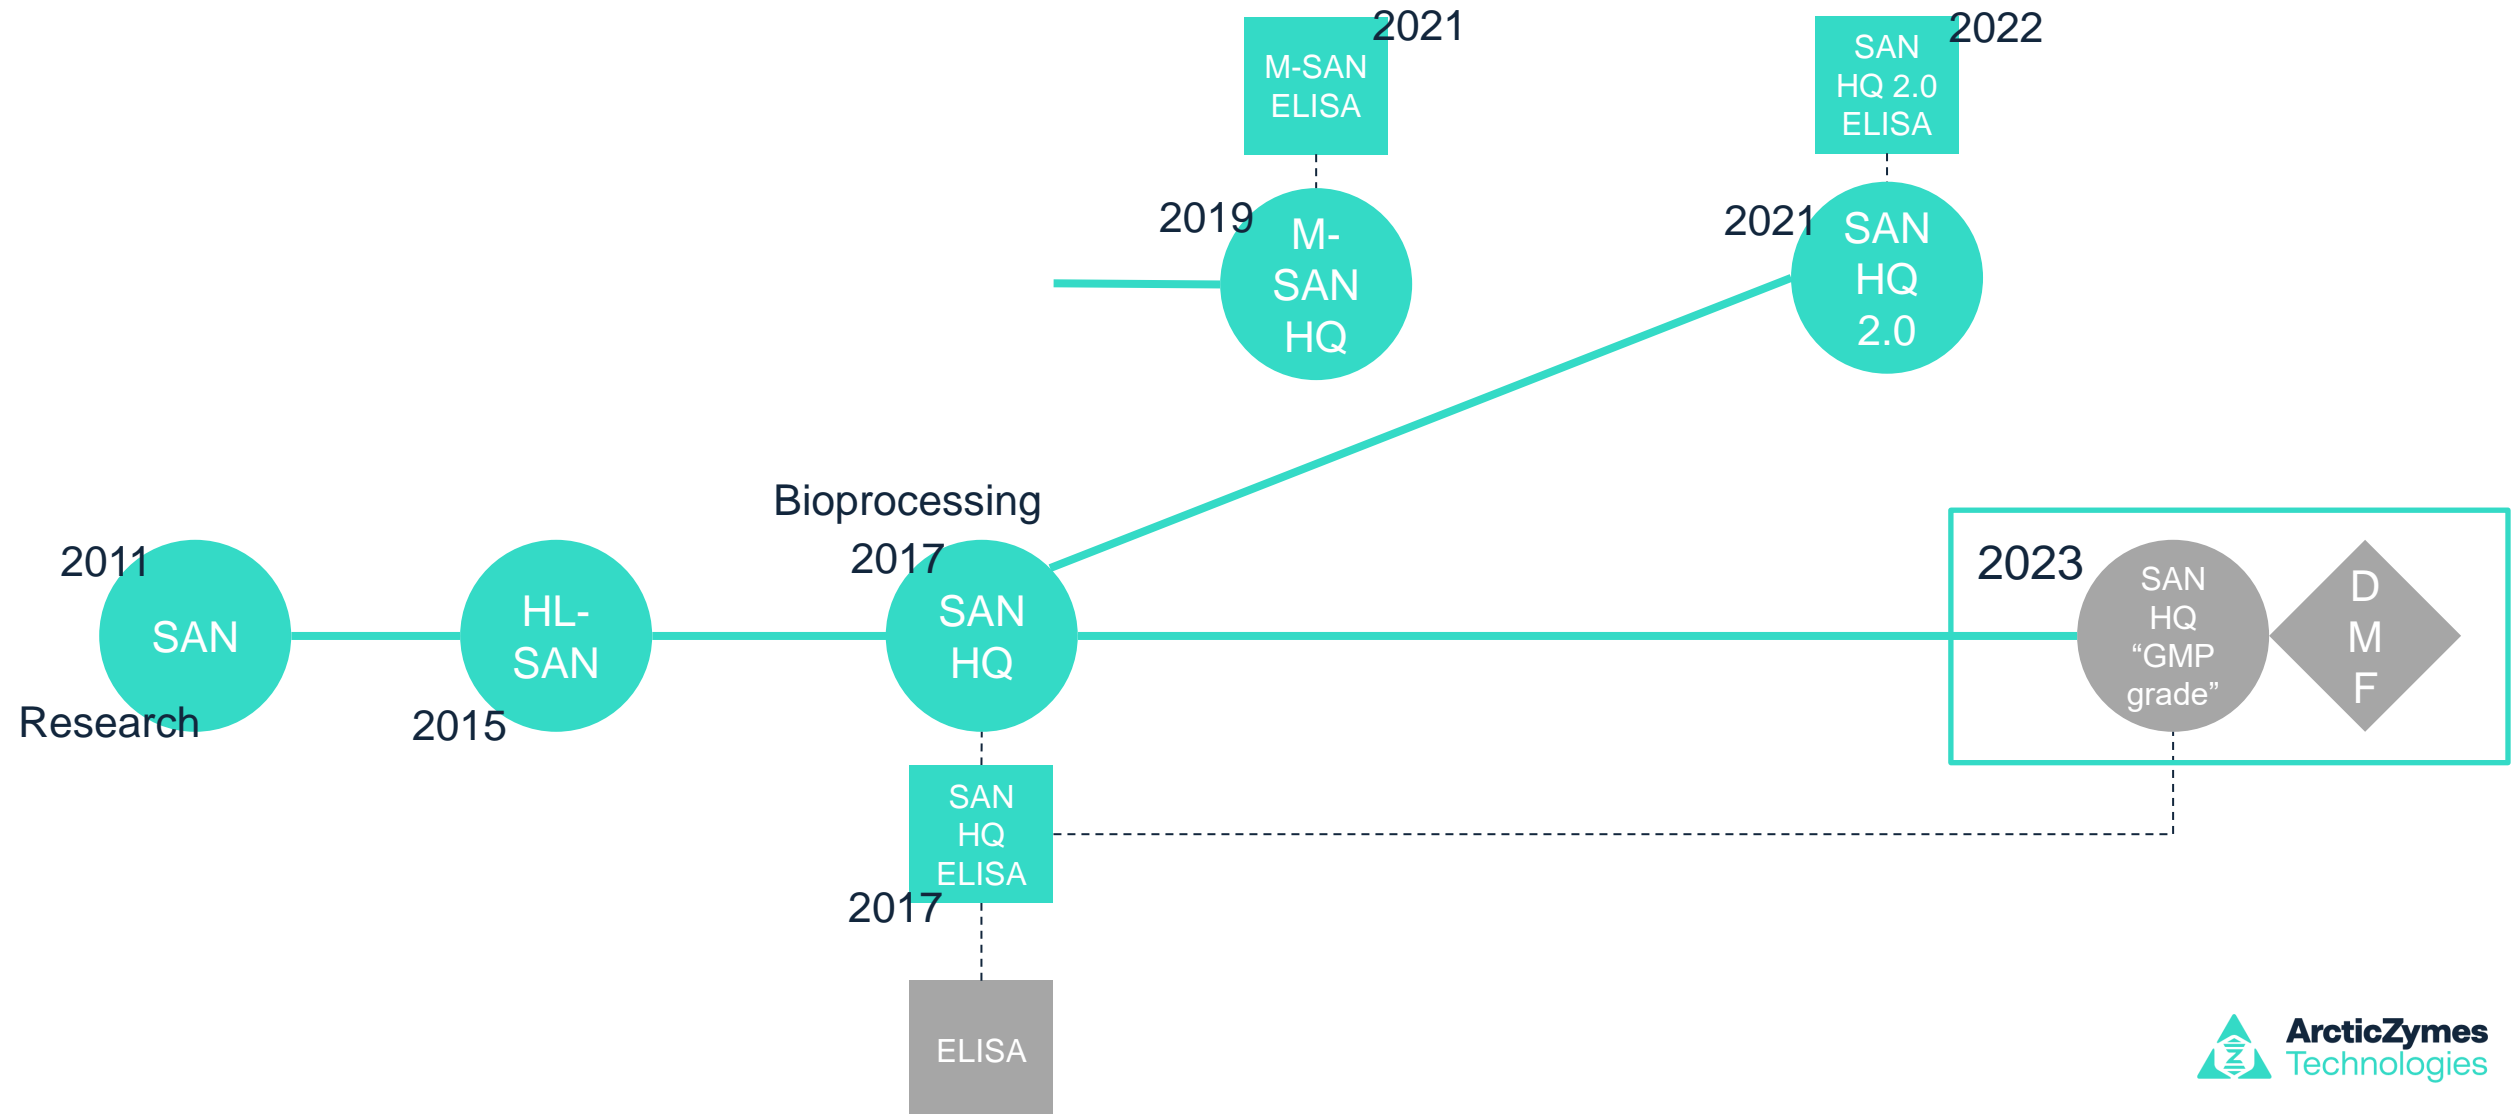 2021
M-SAN
ELISA
2022
SAN
HQ 2.0
ELISA
2019
M-
SAN
HQ
2021
SAN
HQ
2.0
Bioprocessing
2011
SAN
Research
HL-
SAN
2015
2017
SAN
HQ
2023
SAN
HQ
“GMP
grade”
D
M
F
SAN
HQ
ELISA
2017
ELISA
ArcticZymes
Technologies